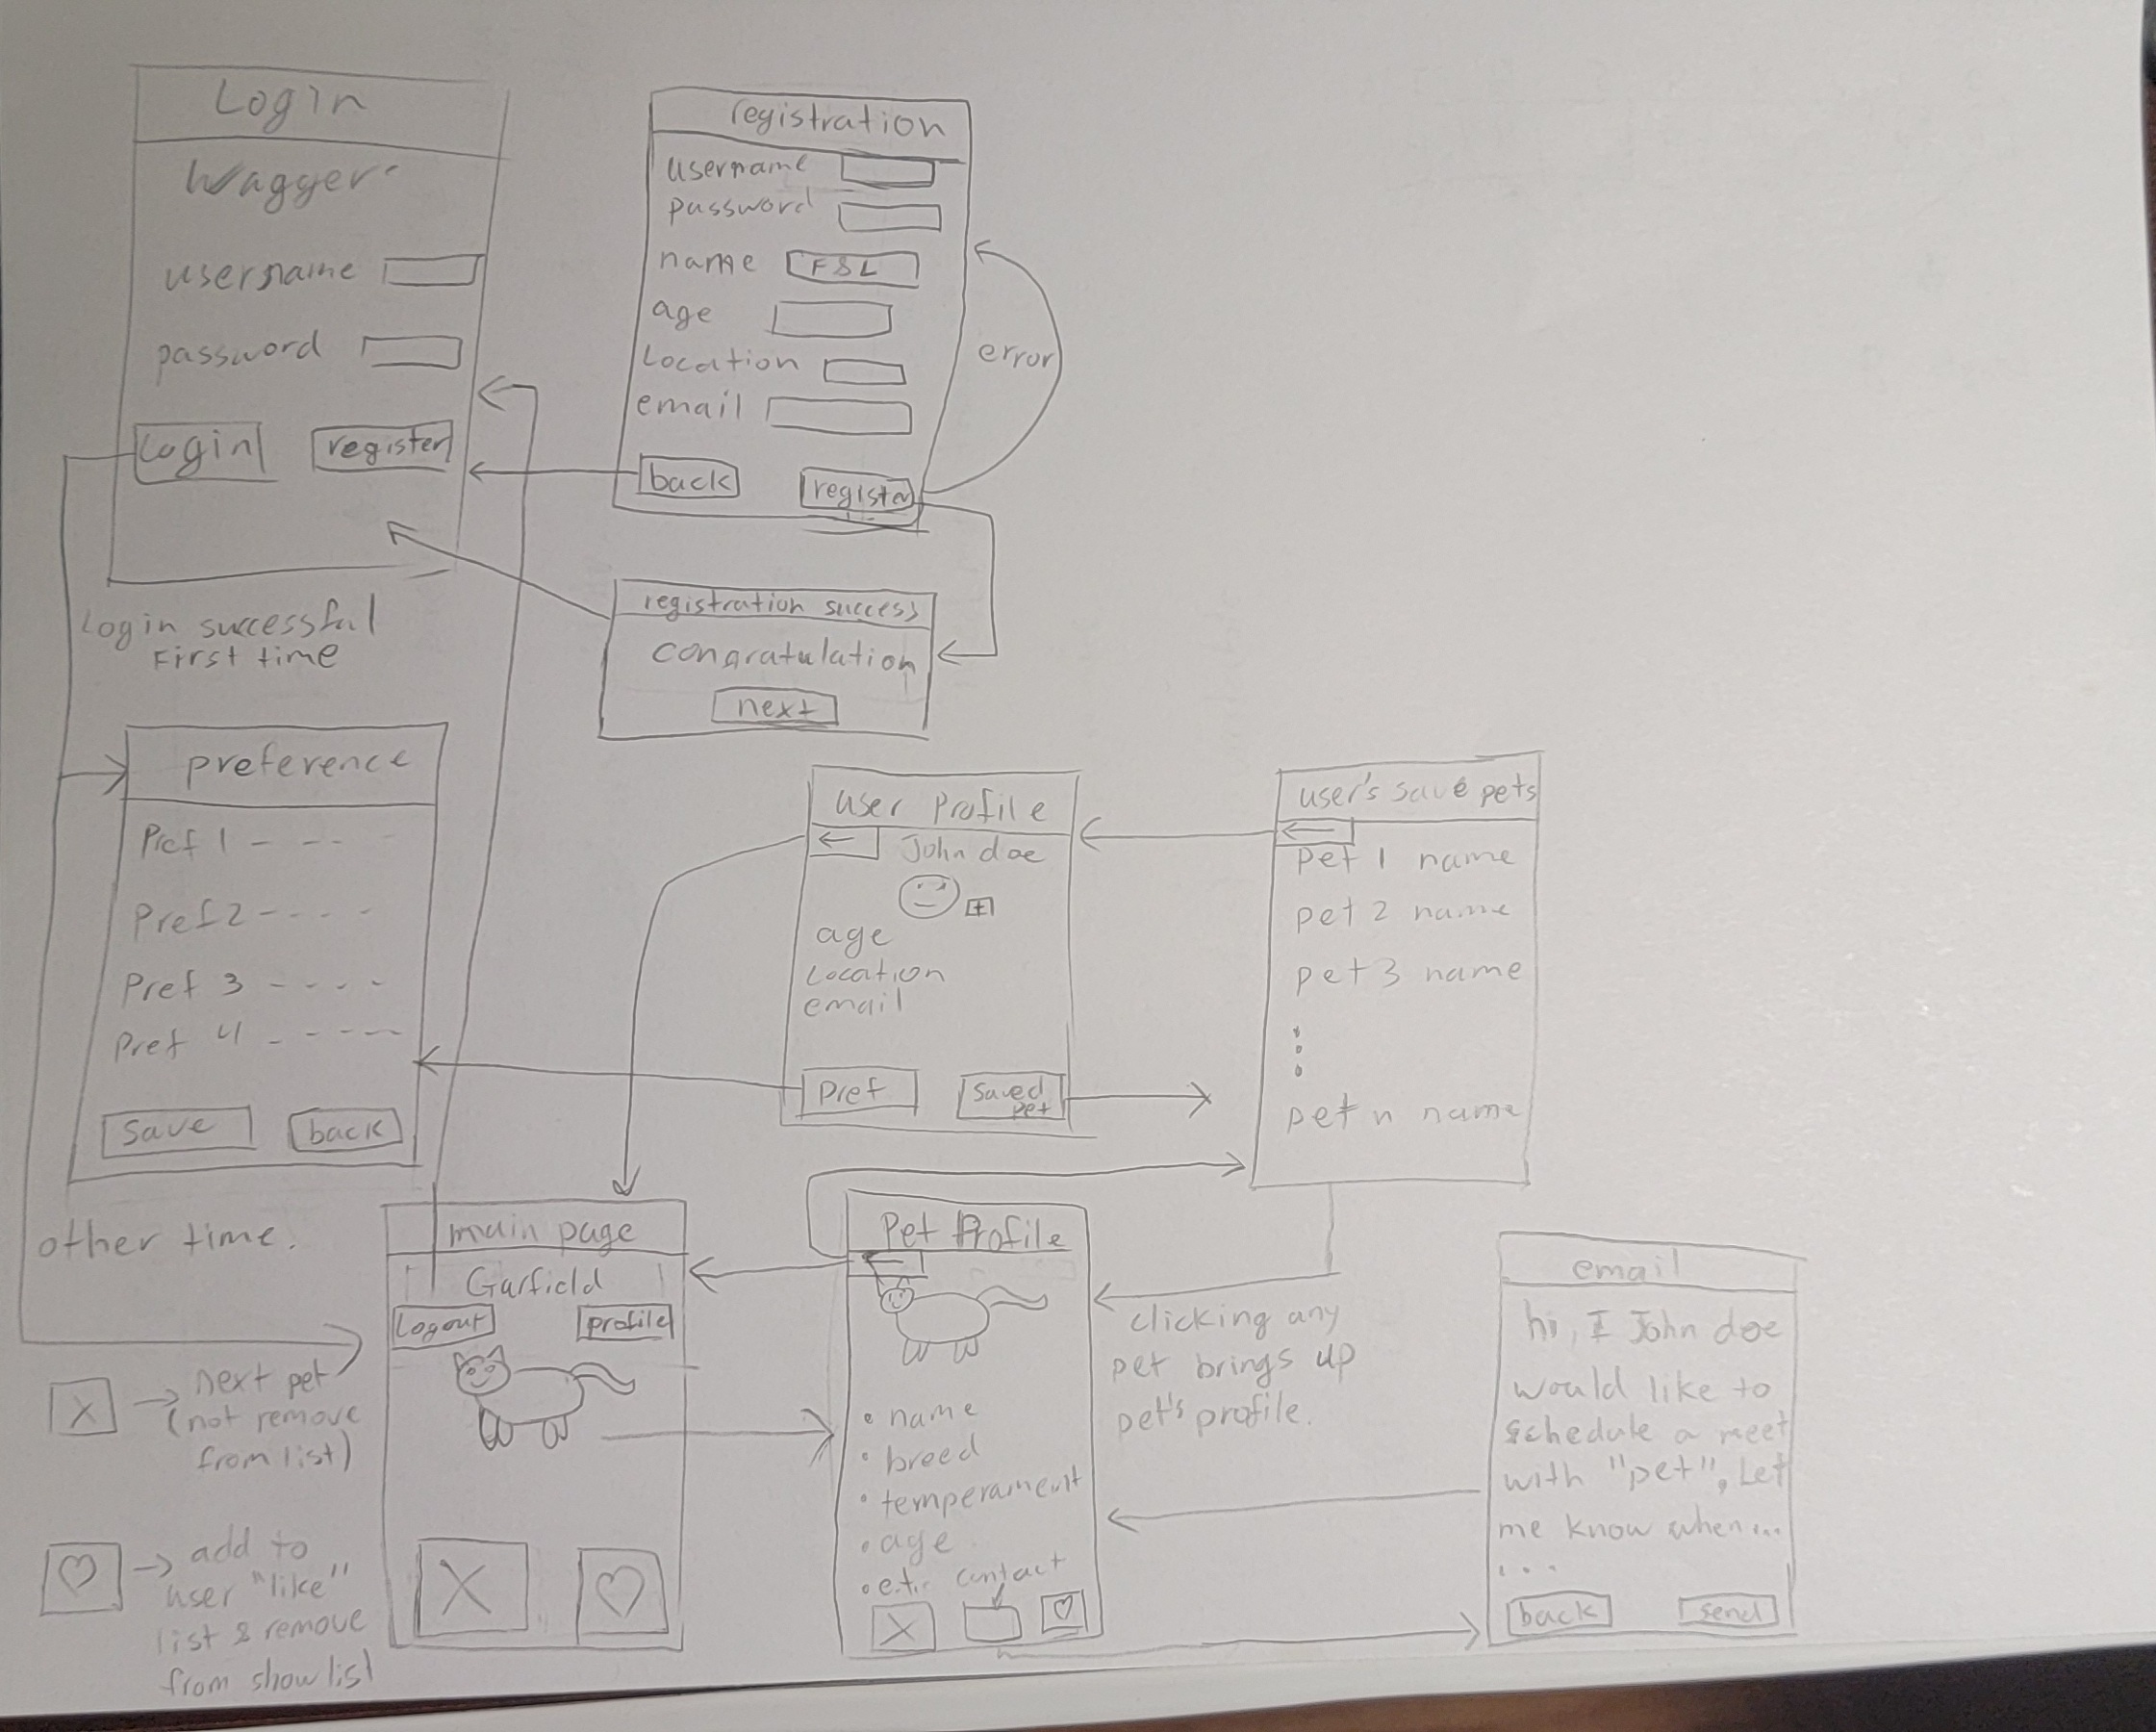 Login
Wagger
username
password
Login register
Login successful
First time
registration
username
password
name F&L
age
Location
email
back register
error
registration success
congratulation
next
preference
Pref 1 - - - -
Pref 2 - - - -
Pref 3 - - - -
Pref 4 - - - --
Save back
other time.
User Profile
← John doe
+
age
Location
email
Pref Saved
pet
user's save pets
←
pet 1 name
pet 2 name
pet 3 name
pet n name
main page
Garfield
Logout profile
X ♡
X → next pet
(not remove
from list)
♡ → add to
user "like"
list & remove
from show list
Pet Profile
←
• name
• breed
• temperament
• age
• etc contact
X ♡
clicking any
pet brings up
pet's profile.
email
hi, I John doe
would like to
schedule a meet
with "pet", Let
me know when...
...
back send